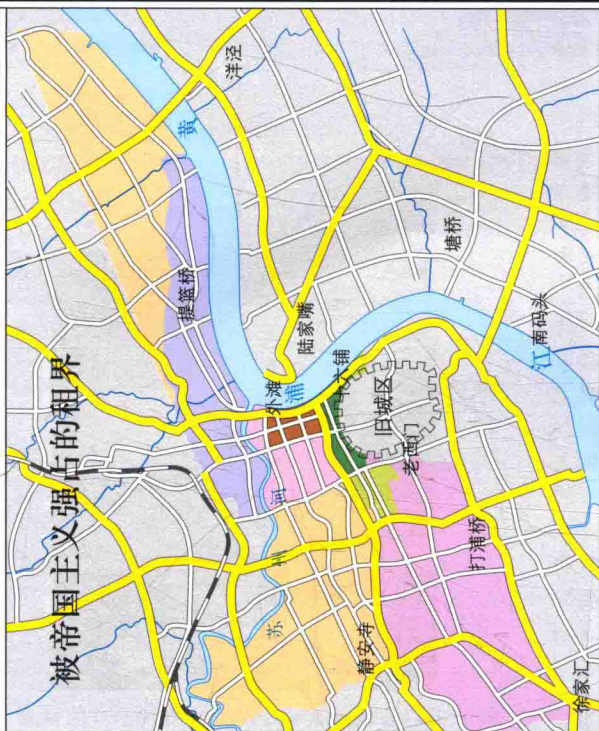 被帝国主义强占的租界
洋泾
黄
提篮桥
陆家嘴
塘桥
外滩
浦
十六铺
南码头
江
旧城区
老西门
苏
州
河
静安寺
打浦桥
徐家汇